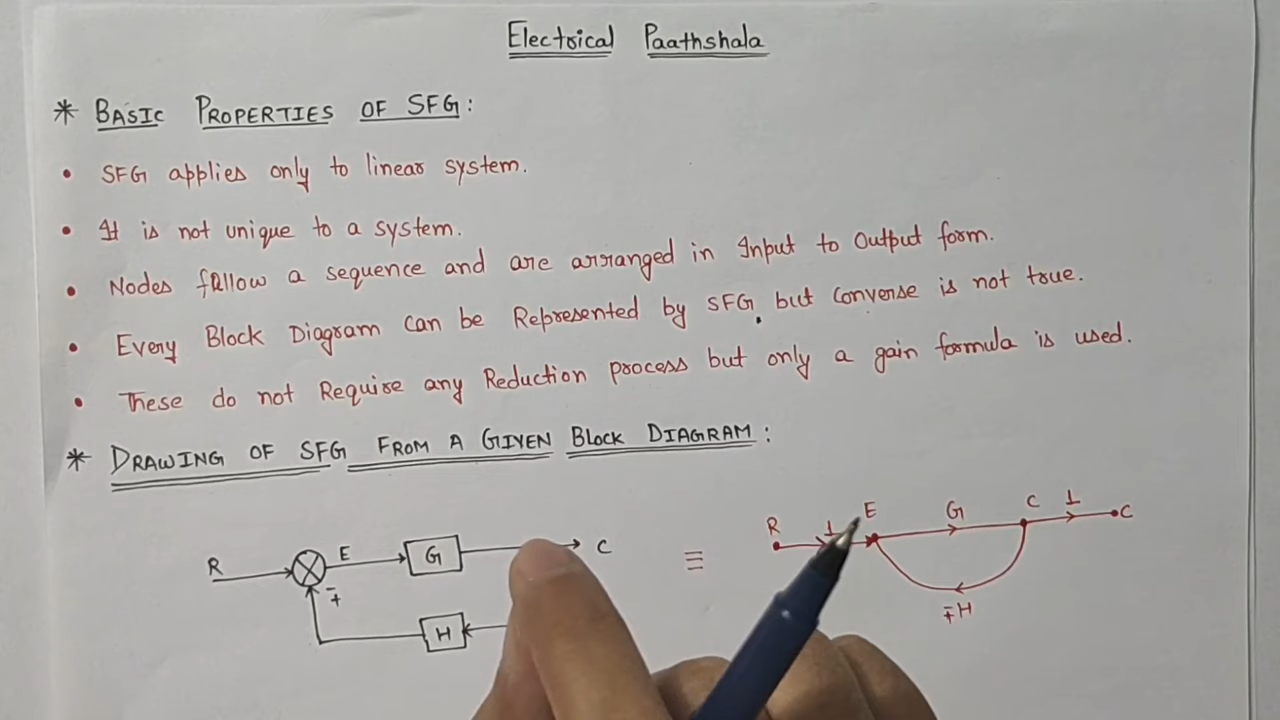 Electrical Paathshala
* BASIC PROPERTIES OF SFG:
• SFG applies only to linear system.
• It is not unique to a system.
• Nodes follow a sequence and are arranged in Input to Output form.
• Every Block Diagram can be Represented by SFG, but converse is not true.
• These do not Require any Reduction process but only a gain formula is used.
* DRAWING OF SFG FROM A GIVEN BLOCK DIAGRAM:
R E G C
∓
H
≡
R 1 E G C 1 C
∓H